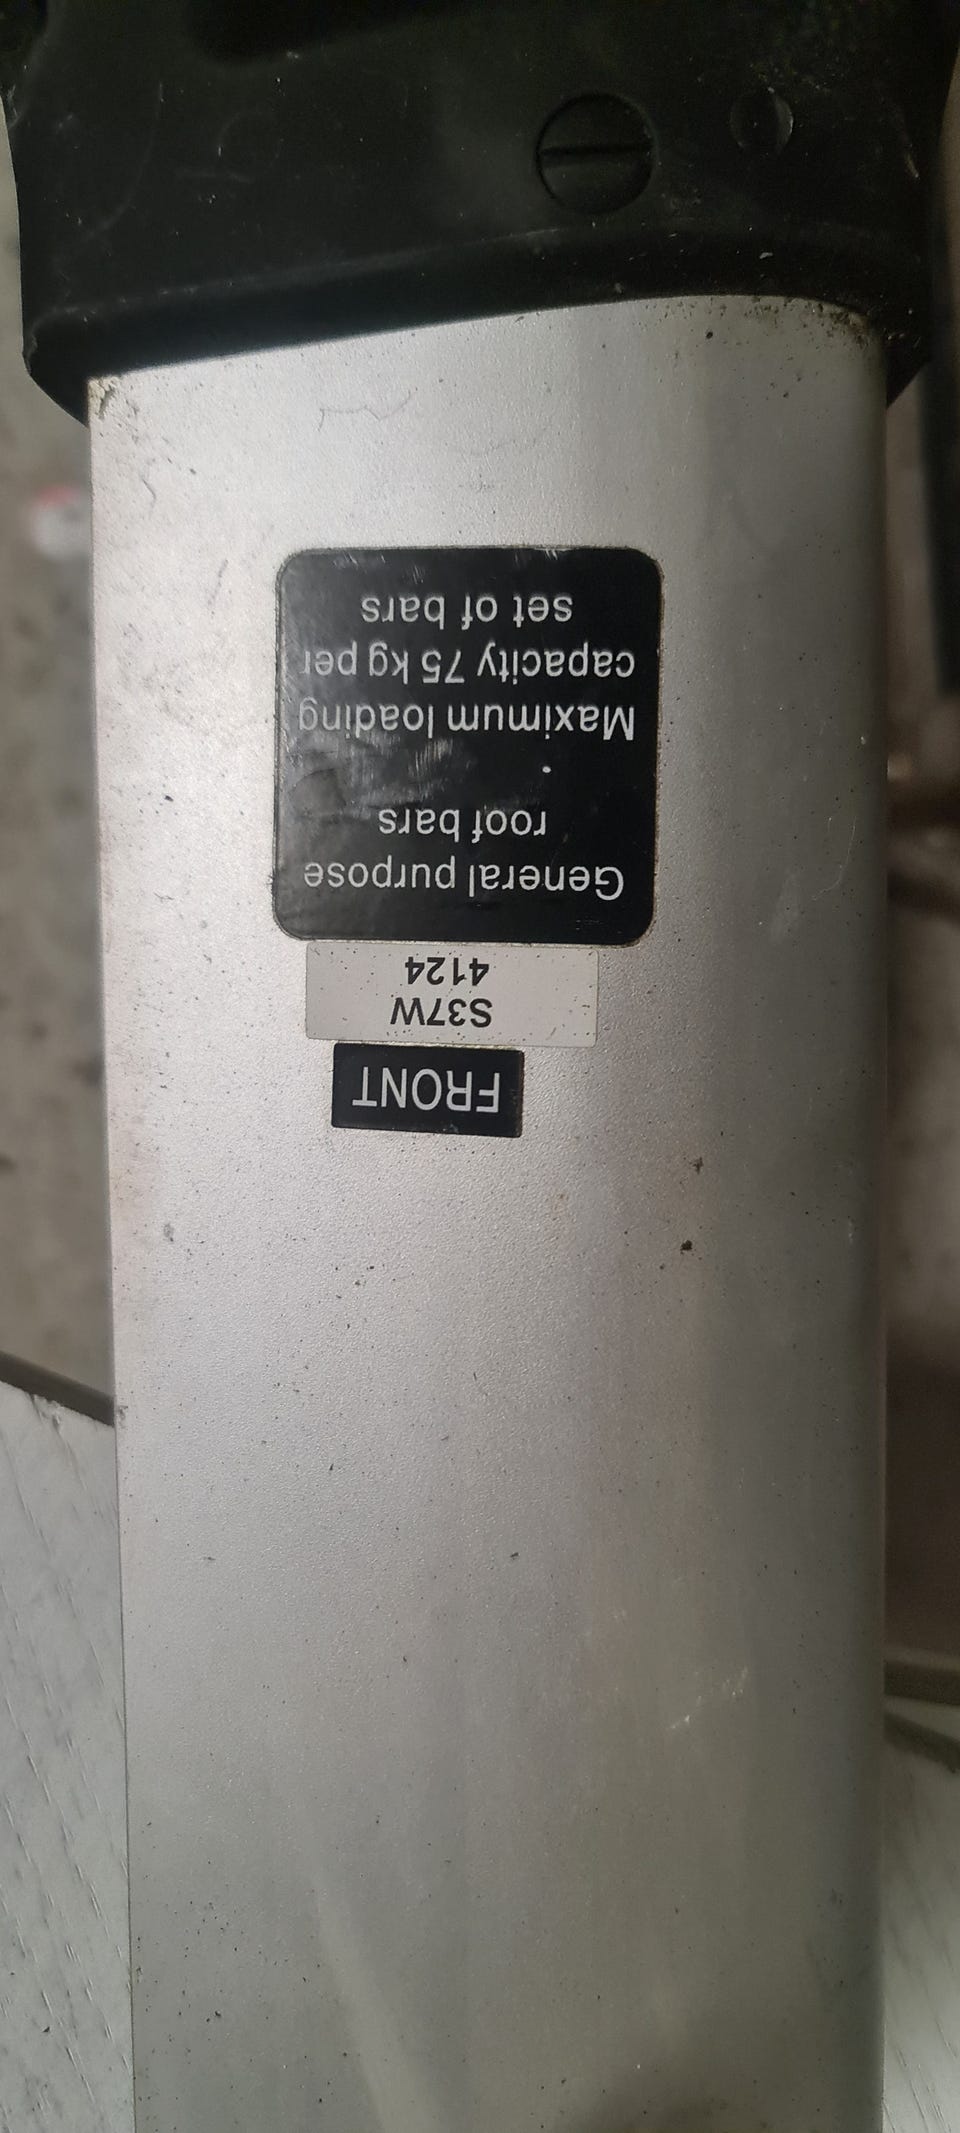 FRONT
S37W
4124
General purpose
roof bars
Maximum loading
capacity 75 kg per
set of bars